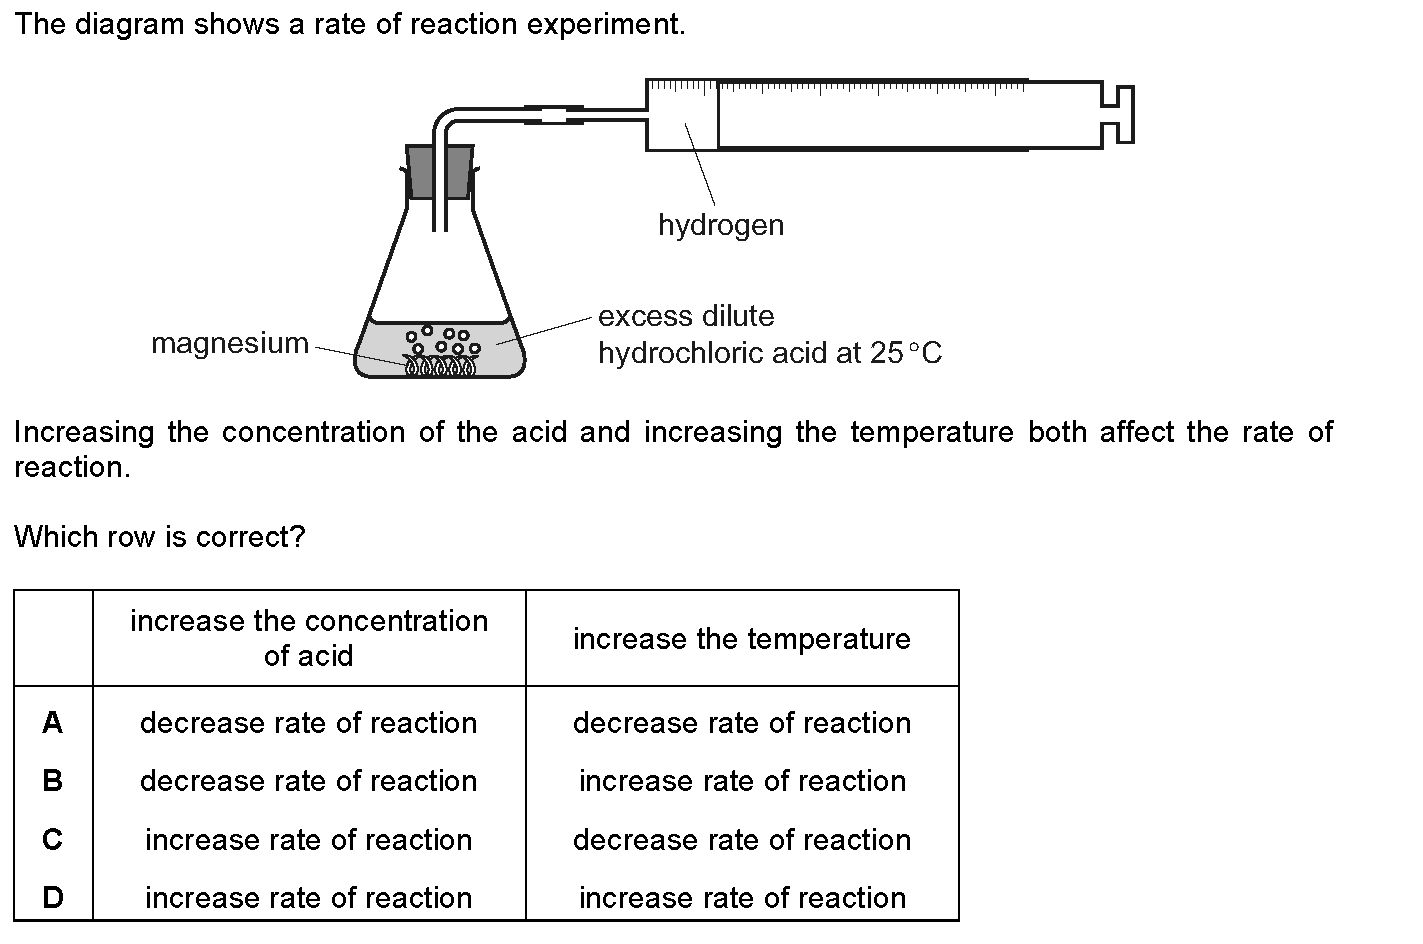 The diagram shows a rate of reaction experiment.
hydrogen
magnesium
excess dilute
hydrochloric acid at 25 °C
Increasing the concentration of the acid and increasing the temperature both affect the rate of
reaction.
Which row is correct?
increase the concentration
of acid
increase the temperature
A decrease rate of reaction decrease rate of reaction
B decrease rate of reaction increase rate of reaction
C increase rate of reaction decrease rate of reaction
D increase rate of reaction increase rate of reaction